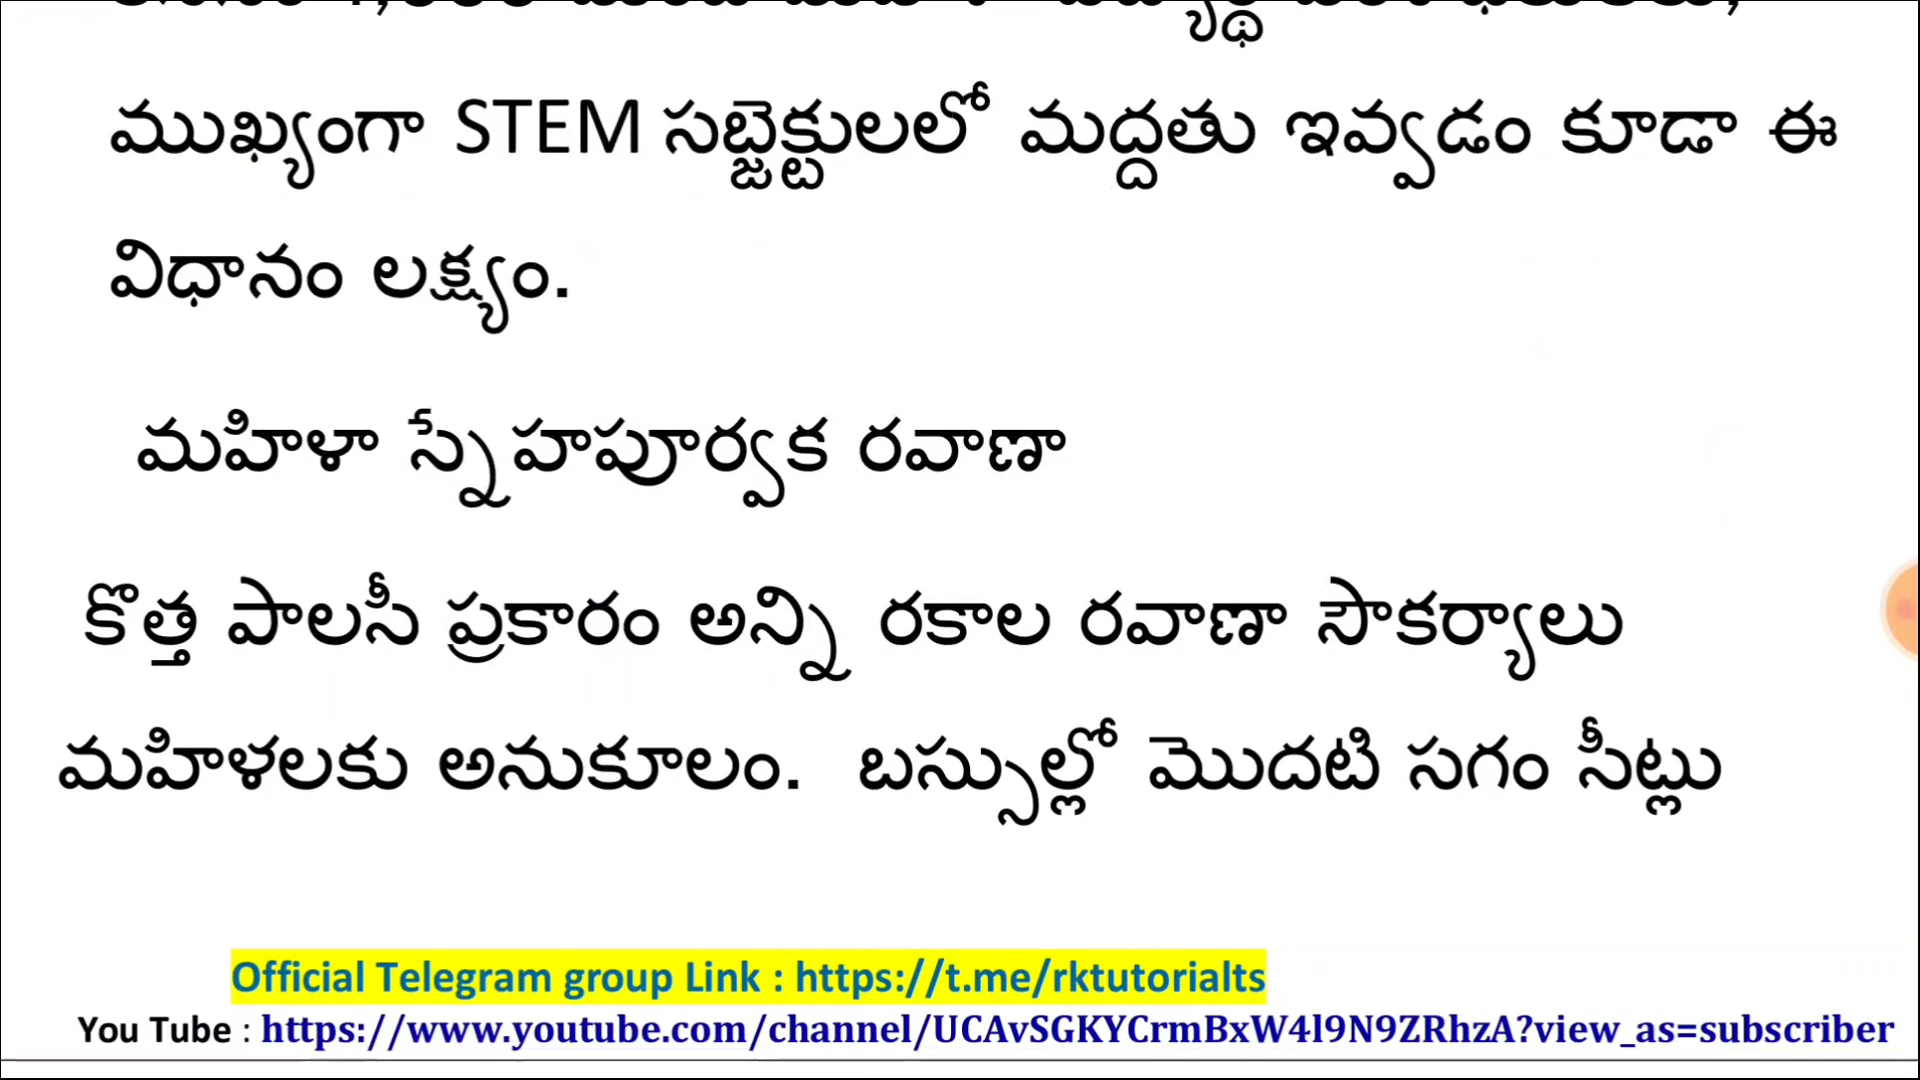 ముఖ్యంగా STEM సబ్జెక్టులలో మద్దతు ఇవ్వడం కూడా ఈ
విధానం లక్ష్యం.
మహిళా స్నేహపూర్వక రవాణా
కొత్త పాలసీ ప్రకారం అన్ని రకాల రవాణా సౌకర్యాలు
మహిళలకు అనుకూలం. బస్సుల్లో మొదటి సగం సీట్లు
Official Telegram group Link : https://t.me/rktutorialts
You Tube : https://www.youtube.com/channel/UCAvSGKYCrmBxW4l9N9ZRhzA?view_as=subscriber